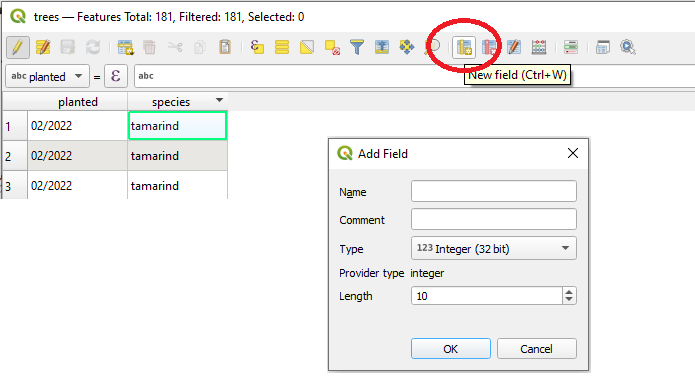 trees — Features Total: 181, Filtered: 181, Selected: 0
abc planted = ε abc
New field (Ctrl+W)
planted species
1 02/2022 tamarind
2 02/2022 tamarind
3 02/2022 tamarind
Add Field
Name
Comment
Type 123 Integer (32 bit)
Provider type integer
Length 10
OK Cancel